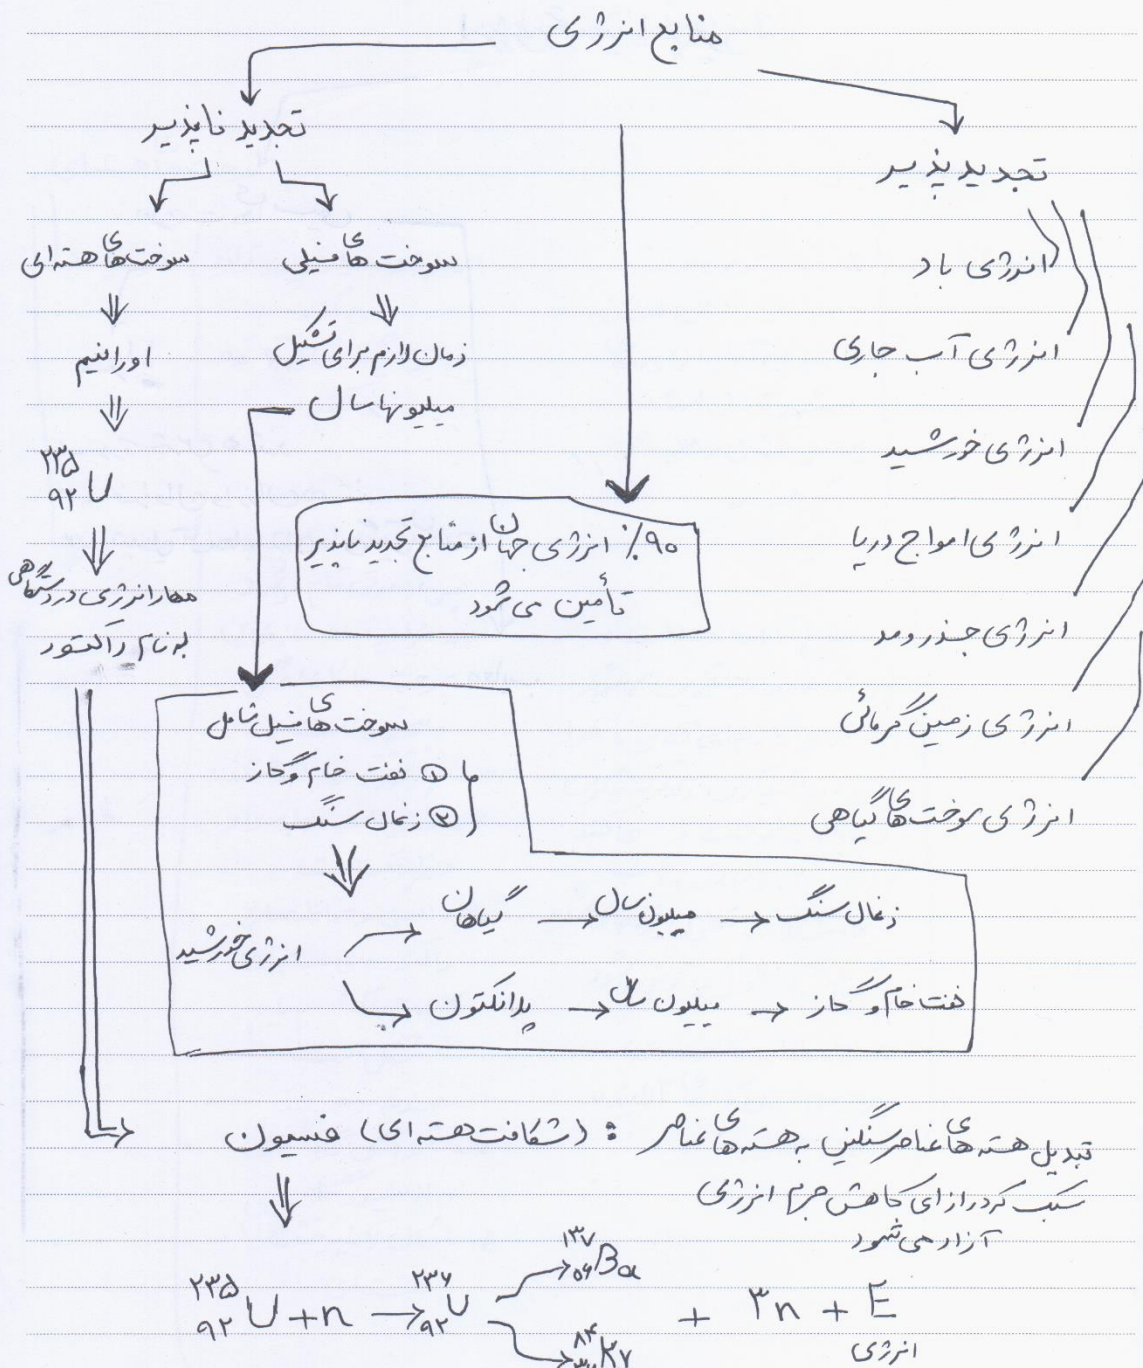 منابع انرژی
تجدید پذیر
انرژی باد
انرژی آب جاری
انرژی خورشید
انرژی امواج دریا
انرژی جذر و مد
انرژی زمین گرمائی
انرژی سوخت های گیاهی
۹۰٪ انرژی جهان از منابع تجدید ناپذیر
تأمین می شود
تجدید ناپذیر
سوخت های فسیلی
زمان لازم برای تشکیل
میلیونها سال
سوخت های هسته ای
اورانیم
۲۳۵
۹۲ U
مهار انرژی در دستگاهی
به نام راکتور
سوخت های فسیل شامل
① نفت خام و گاز
② زغال سنگ
انرژی خورشید
→ گیاهان → میلیون سال → زغال سنگ
→ پلانکتون → میلیون سال → نفت خام و گاز
فسیون (شکافت هسته ای) : تبدیل هسته های عناصر سنگین به هسته های عناصر
سبک که در ازای کاهش جرم انرژی
آزاد می شود
۲۳۵ ۹۲ U + n → ۲۳۶ ۹۲ U → ۱۳۷ ۵۶ Ba
+ ۳n + E
انرژی